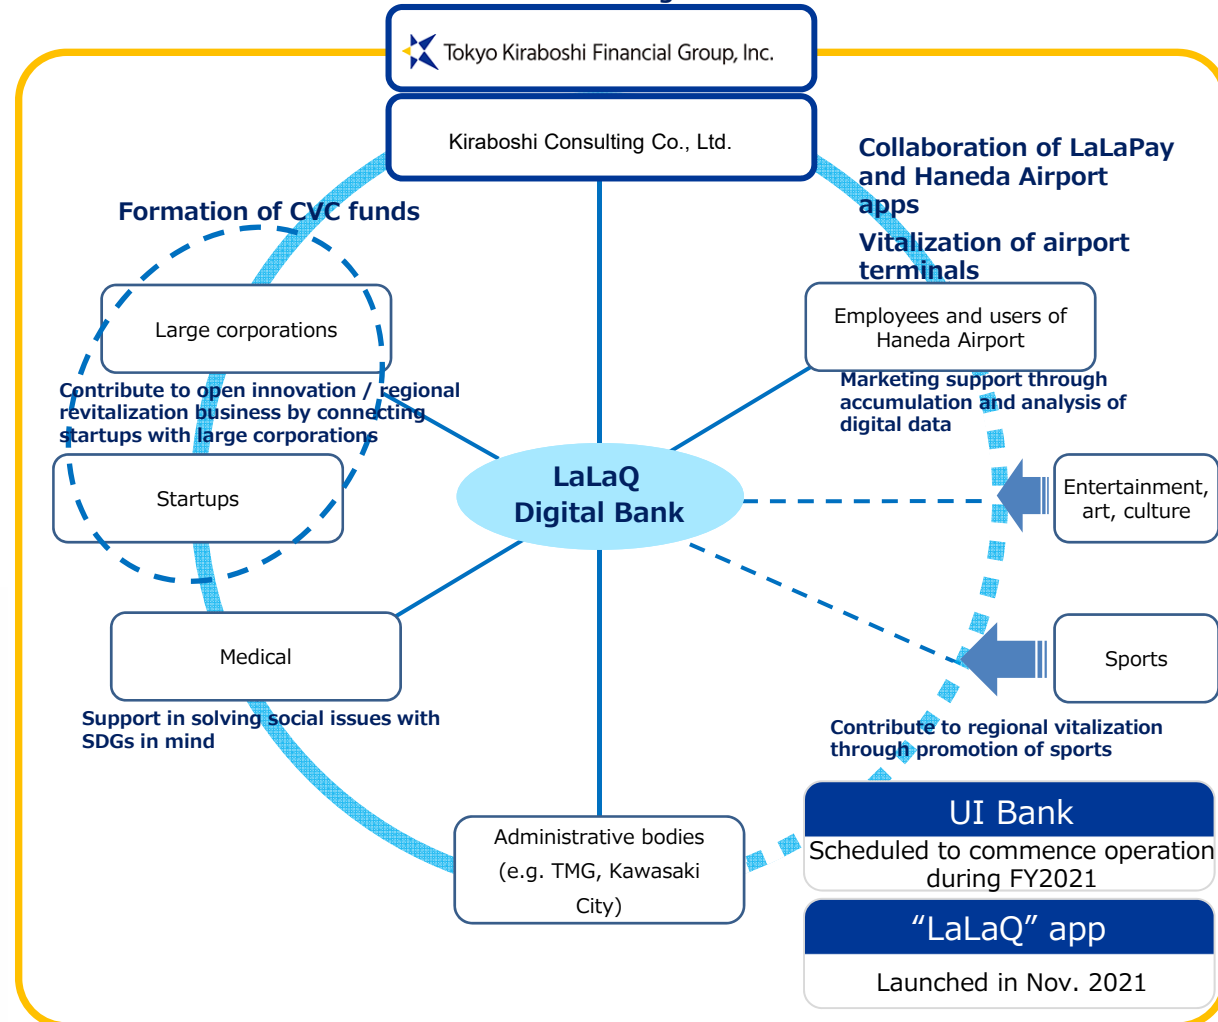 Tokyo Kiraboshi Financial Group, Inc.
Kiraboshi Consulting Co., Ltd.
Collaboration of LaLaPay
and Haneda Airport
apps
Vitalization of airport
terminals
Formation of CVC funds
Large corporations
Employees and users of
Haneda Airport
Contribute to open innovation / regional
revitalization business by connecting
startups with large corporations
Marketing support through
accumulation and analysis of
digital data
Startups
LaLaQ
Digital Bank
Entertainment,
art, culture
Medical
Sports
Support in solving social issues with
SDGs in mind
Contribute to regional vitalization
through promotion of sports
Administrative bodies
(e.g. TMG, Kawasaki
City)
UI Bank
Scheduled to commence operation
during FY2021
“LaLaQ” app
Launched in Nov. 2021